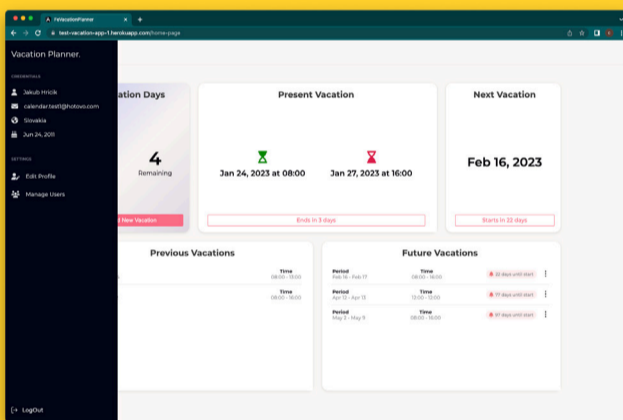 FeVacationPlanner
test-vacation-app-1.herokuapp.com/home-page
Vacation Planner.
CREDENTIALS
Jakub Hricik
calendar.test1@hotovo.com
Slovakia
Jun 24, 2011
SETTINGS
Edit Profile
Manage Users
LogOut
ation Days
4
Remaining
New Vacation
Present Vacation
Jan 24, 2023 at 08:00
Jan 27, 2023 at 16:00
Ends in 3 days
Next Vacation
Feb 16, 2023
Starts in 22 days
Previous Vacations
Time
08:00 - 13:00
Time
08:00 - 16:00
Future Vacations
Period
Time
Feb 16 - Feb 17
08:00 - 16:00
22 days until start
Period
Time
Apr 12 - Apr 13
13:00 - 12:00
77 days until start
Period
Time
May 3 - May 9
08:00 - 16:00
97 days until start